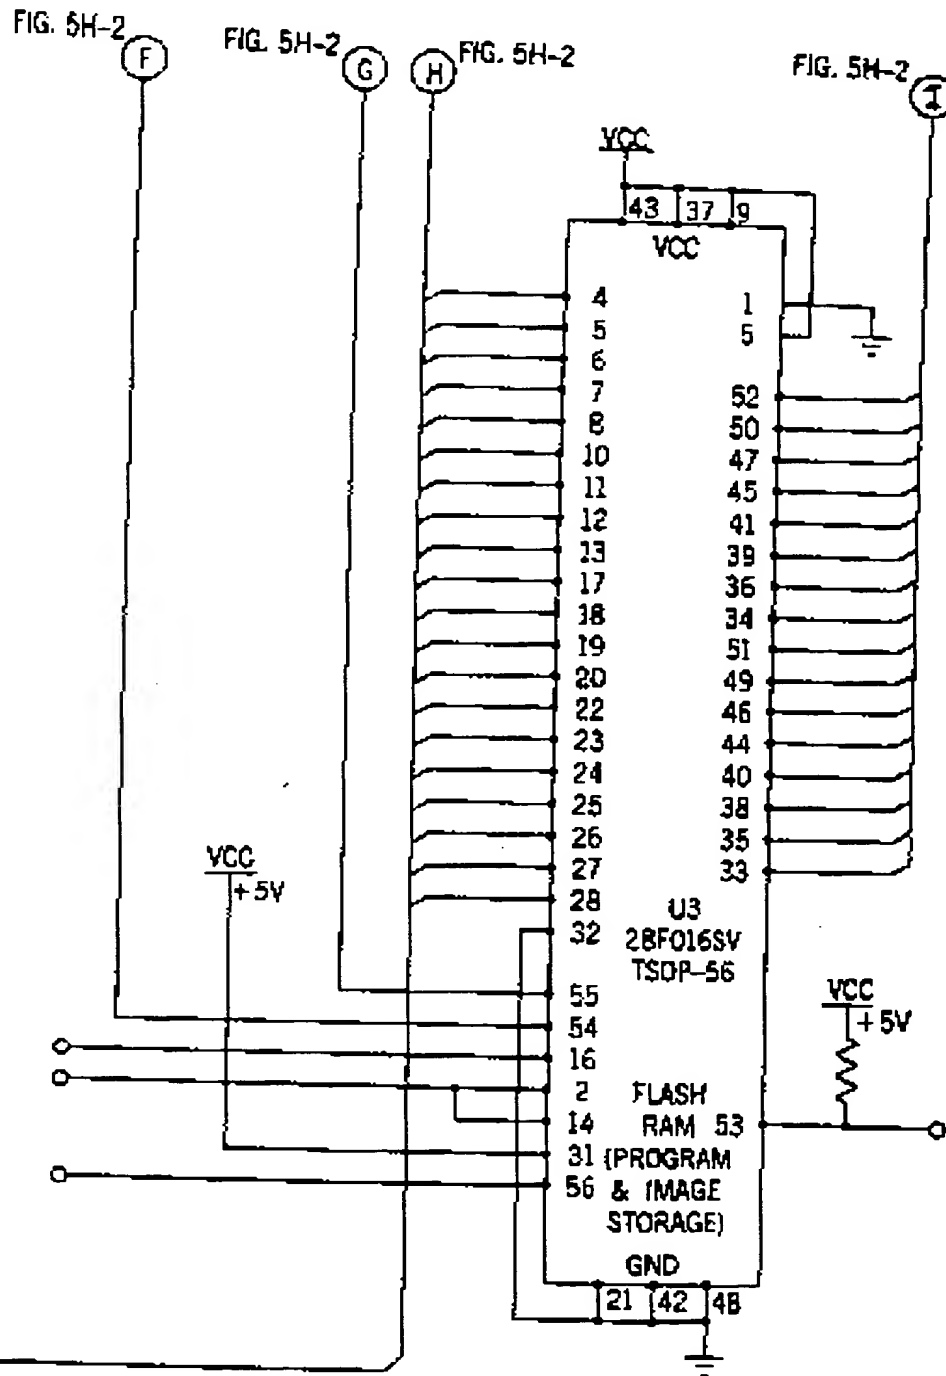 FIG. 5H-2
F
FIG. 5H-2
G
H
FIG. 5H-2
FIG. 5H-2
I
VCC
43 37 9
VCC
4
5
6
7
8
10
11
12
13
17
18
19
20
22
23
24
25
26
27
28
32
55
54
16
2
14
31
56
1
5
52
50
47
45
41
39
36
34
51
49
46
44
40
38
35
33
U3
28F016SV
TSOP-56
VCC
+5V
VCC
+5V
FLASH
RAM 53
(PROGRAM
& IMAGE
STORAGE)
GND
21 42 48